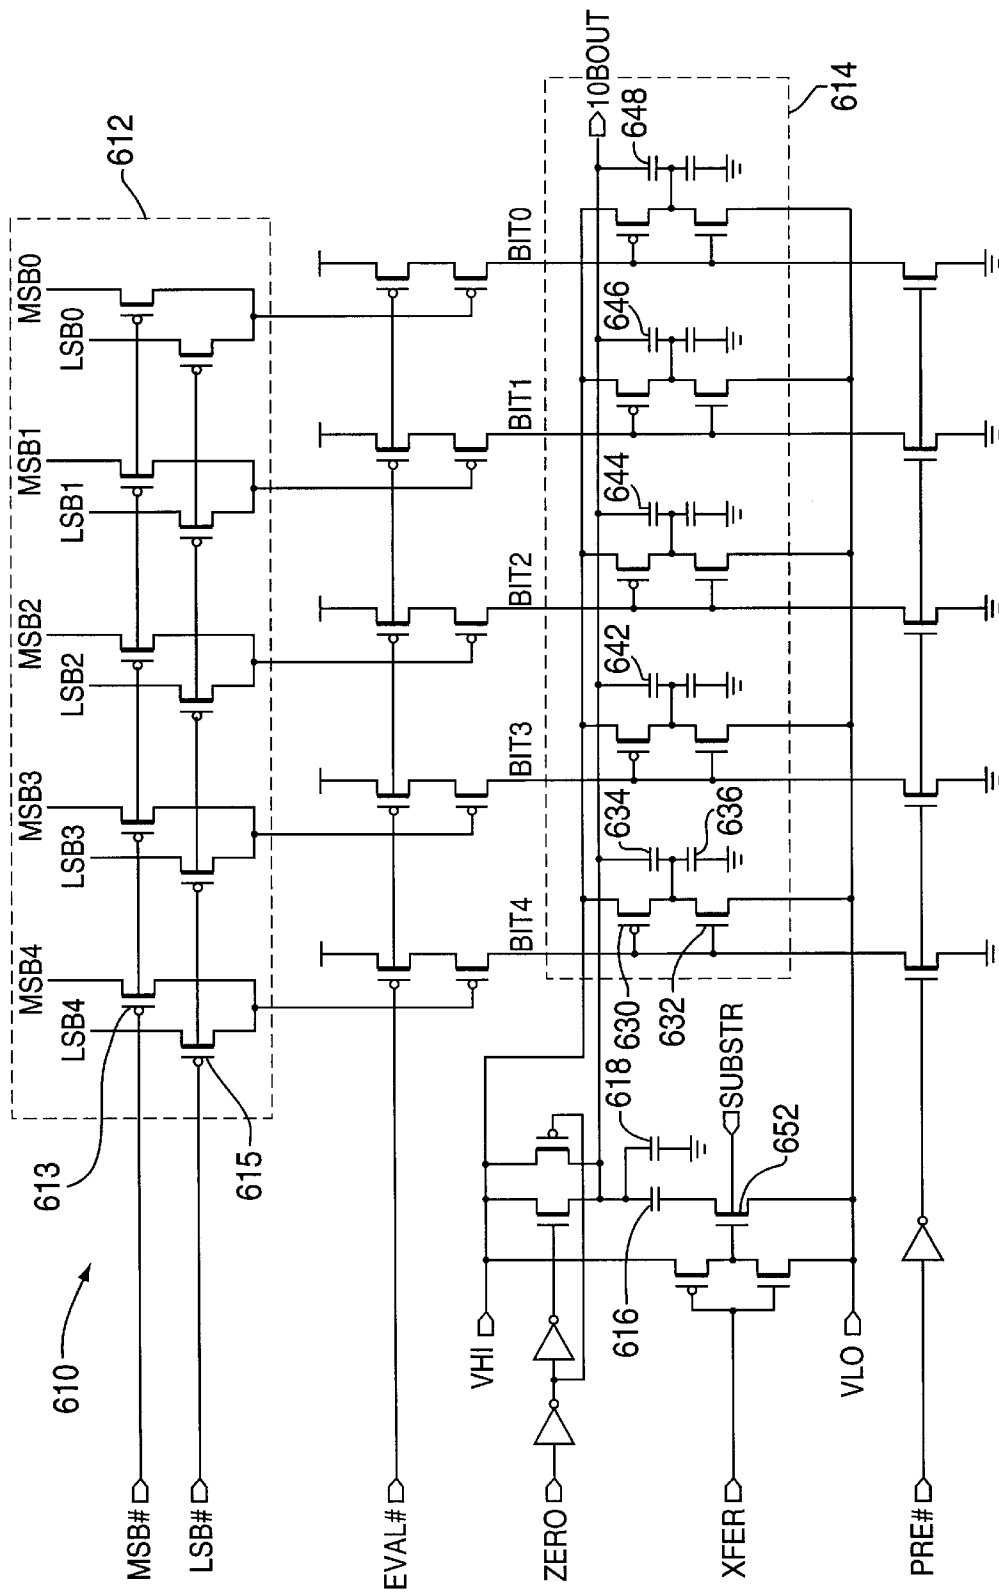 610
612
MSB4
MSB3
MSB2
MSB1
MSB0
LSB4
LSB3
LSB2
LSB1
LSB0
613
615
MSB#
LSB#
EVAL#
BIT4
BIT3
BIT2
BIT1
BIT0
VHI
ZERO
XFER
VLO
PRE#
616
618
SUBSTR
652
630
632
634
636
642
644
646
648
10BOUT
614